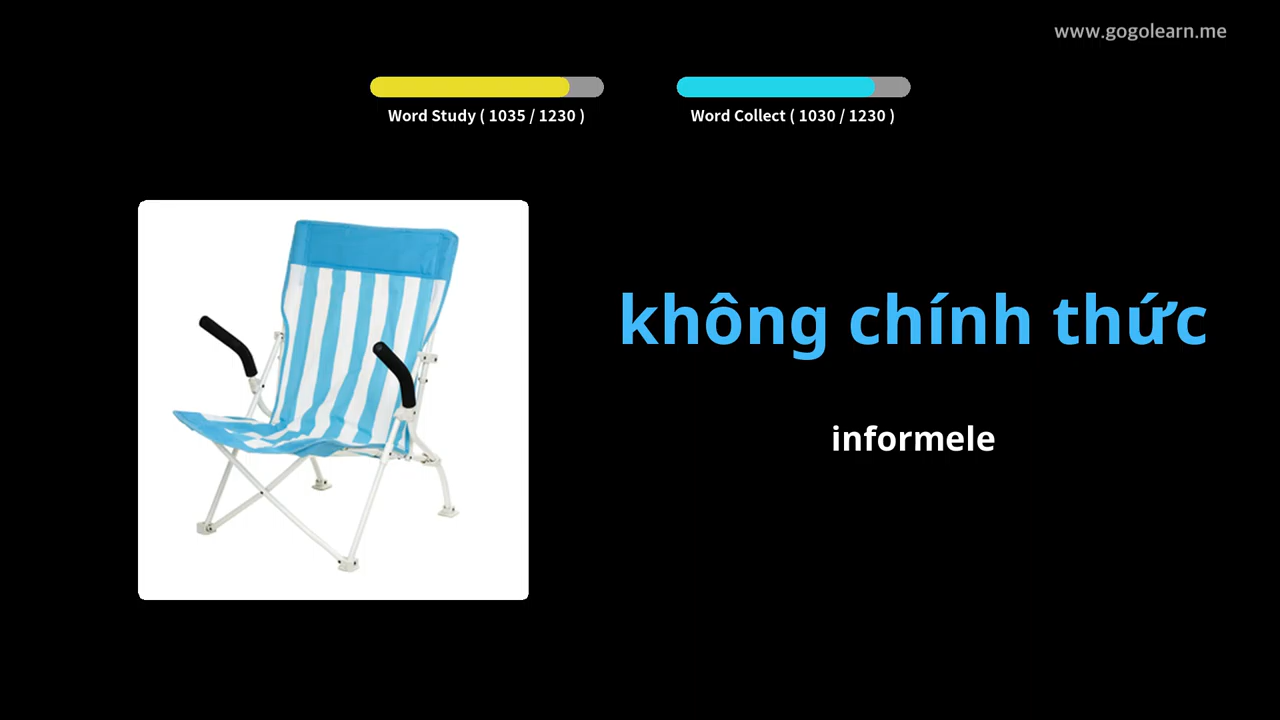 www.gogolearn.me
Word Study ( 1035 / 1230 )
Word Collect ( 1030 / 1230 )
không chính thức
informele